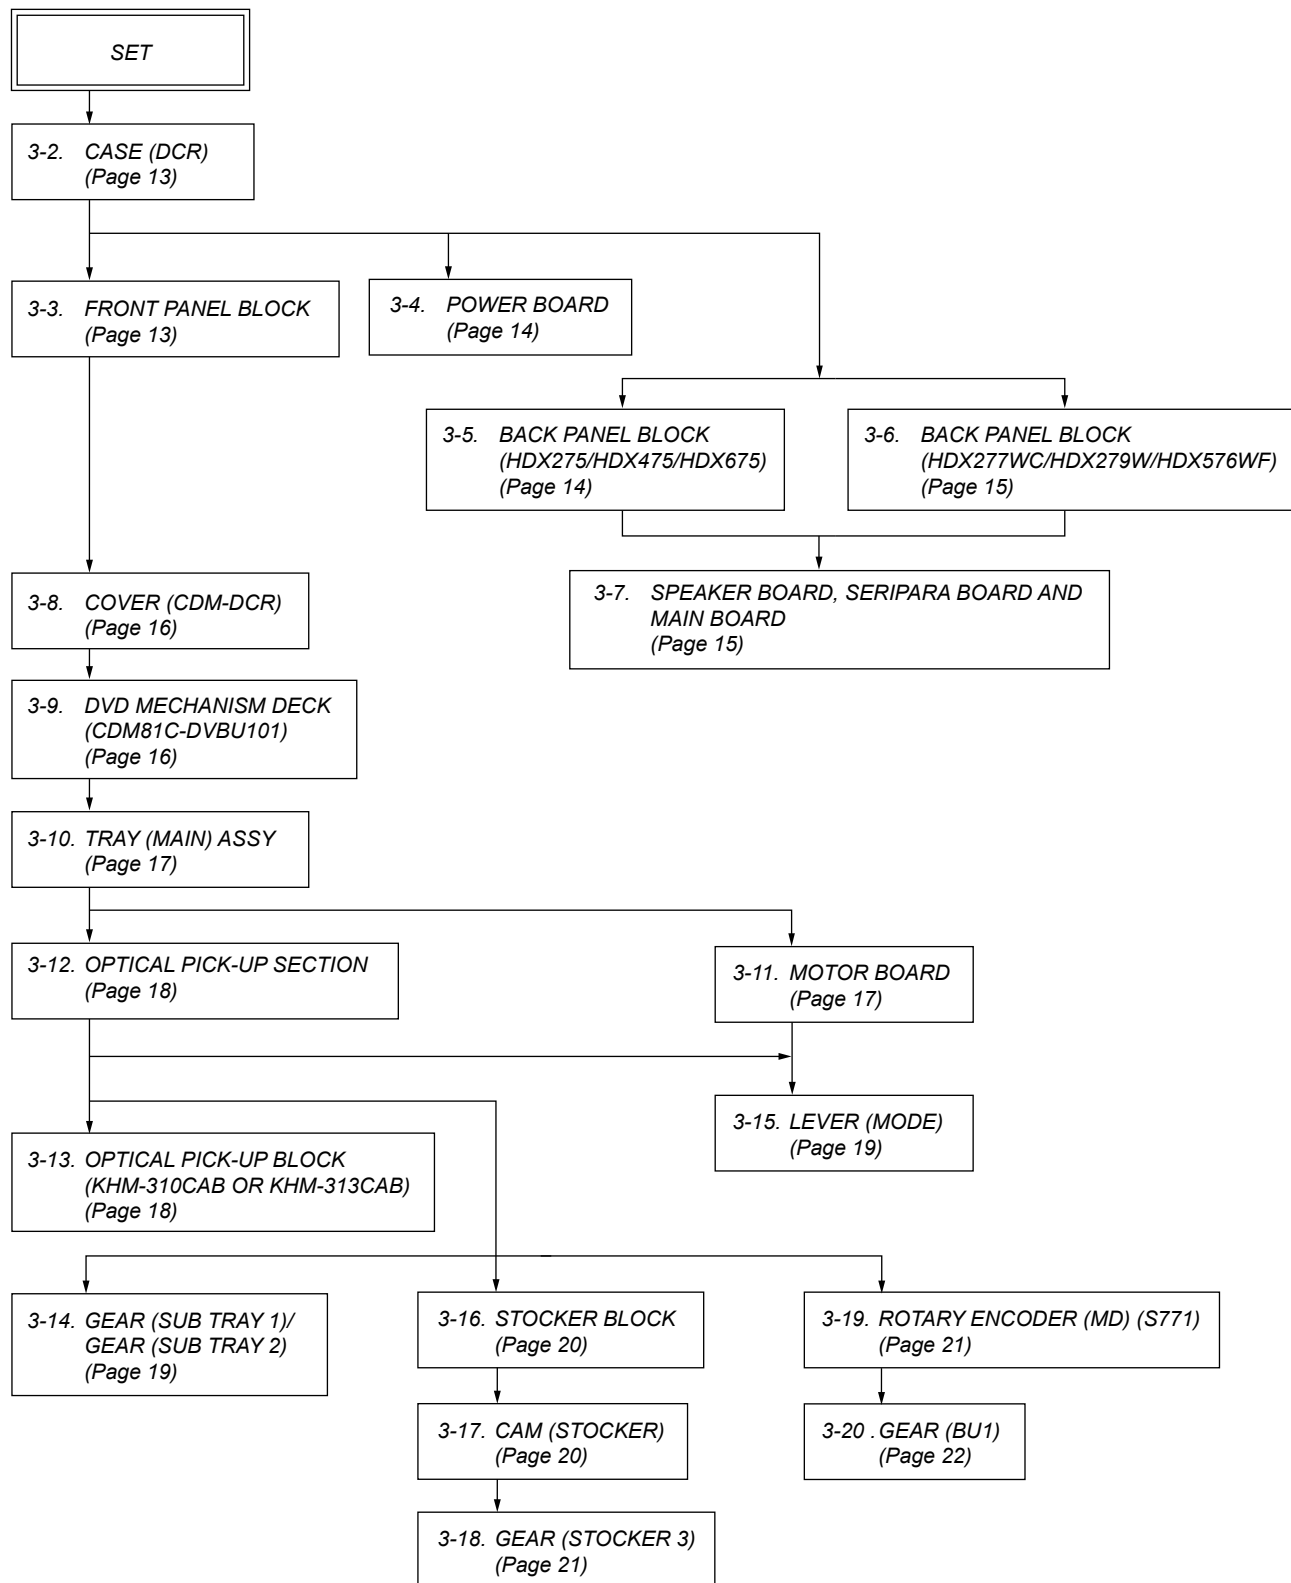 SET
3-2. CASE (DCR)
(Page 13)
3-3. FRONT PANEL BLOCK
(Page 13)
3-4. POWER BOARD
(Page 14)
3-5. BACK PANEL BLOCK
(HDX275/HDX475/HDX675)
(Page 14)
3-6. BACK PANEL BLOCK
(HDX277WC/HDX279W/HDX576WF)
(Page 15)
3-7. SPEAKER BOARD, SERIPARA BOARD AND
MAIN BOARD
(Page 15)
3-8. COVER (CDM-DCR)
(Page 16)
3-9. DVD MECHANISM DECK
(CDM81C-DVBU101)
(Page 16)
3-10. TRAY (MAIN) ASSY
(Page 17)
3-12. OPTICAL PICK-UP SECTION
(Page 18)
3-11. MOTOR BOARD
(Page 17)
3-15. LEVER (MODE)
(Page 19)
3-13. OPTICAL PICK-UP BLOCK
(KHM-310CAB OR KHM-313CAB)
(Page 18)
3-14. GEAR (SUB TRAY 1)/
GEAR (SUB TRAY 2)
(Page 19)
3-16. STOCKER BLOCK
(Page 20)
3-19. ROTARY ENCODER (MD) (S771)
(Page 21)
3-17. CAM (STOCKER)
(Page 20)
3-20 . GEAR (BU1)
(Page 22)
3-18. GEAR (STOCKER 3)
(Page 21)